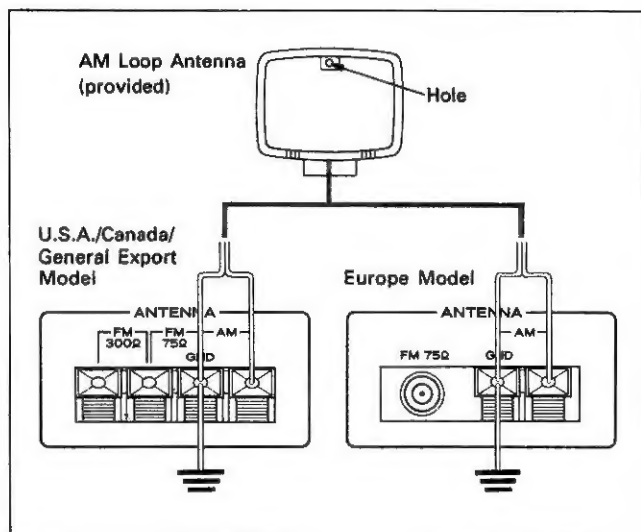 AM Loop Antenna
(provided)
Hole
U.S.A./Canada/
General Export
Model
ANTENNA
FM
300Ω
FM
75Ω
AM
GND
Europe Model
ANTENNA
AM
FM 75Ω
GND